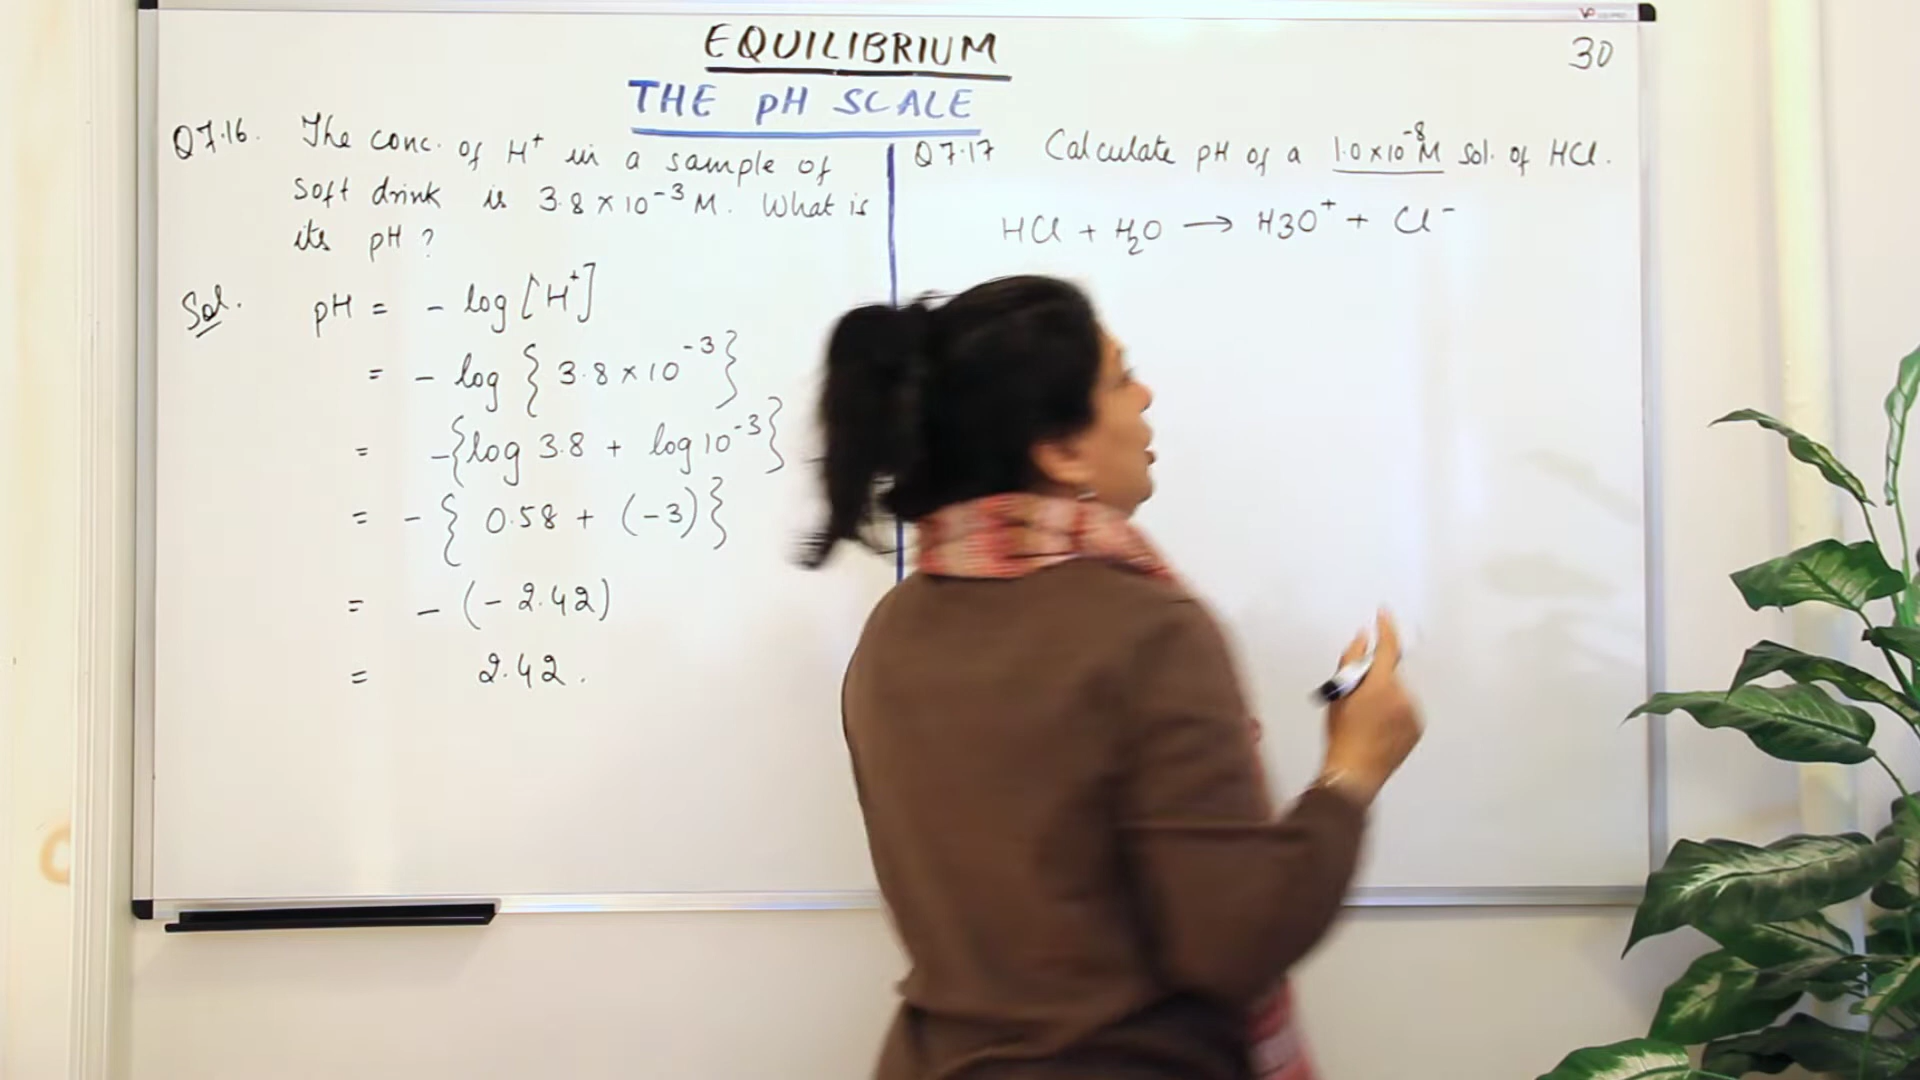 EQUILIBRIUM
30
THE pH SCALE
Q 7.16. The conc. of H⁺ in a sample of
soft drink is 3.8 × 10⁻³ M. What is
its pH ?
Sol. pH = - log [H⁺]
= - log { 3.8 × 10⁻³ }
= -{log 3.8 + log 10⁻³}
= - { 0.58 + (-3) }
= - (- 2.42)
= 2.42.
Q 7.17 Calculate pH of a 1.0 × 10⁻⁸ M sol. of HCl.
HCl + H₂O → H3O⁺ + Cl⁻